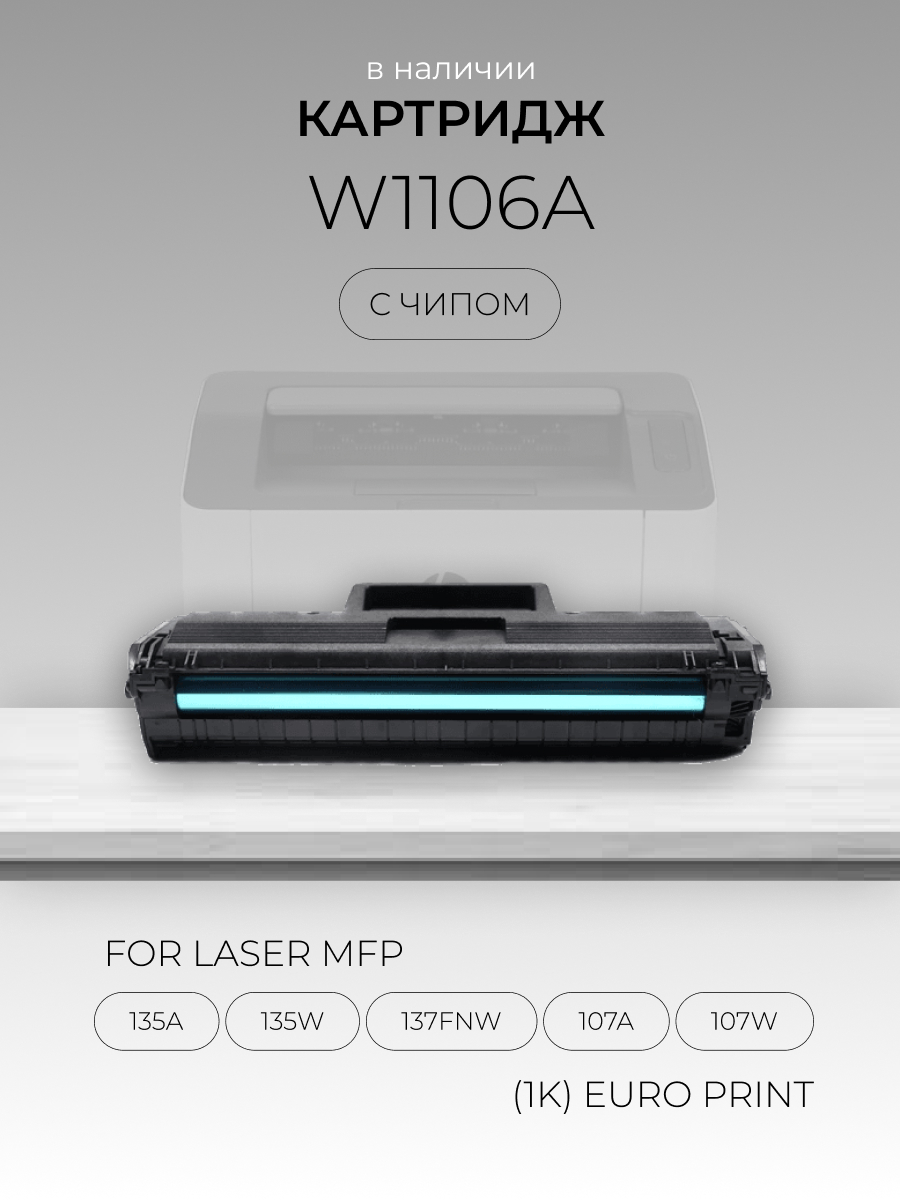 в наличии
КАРТРИДЖ
W1106A
С ЧИПОМ
FOR LASER MFP
135A 135W 137FNW 107A 107W
(1K) EURO PRINT